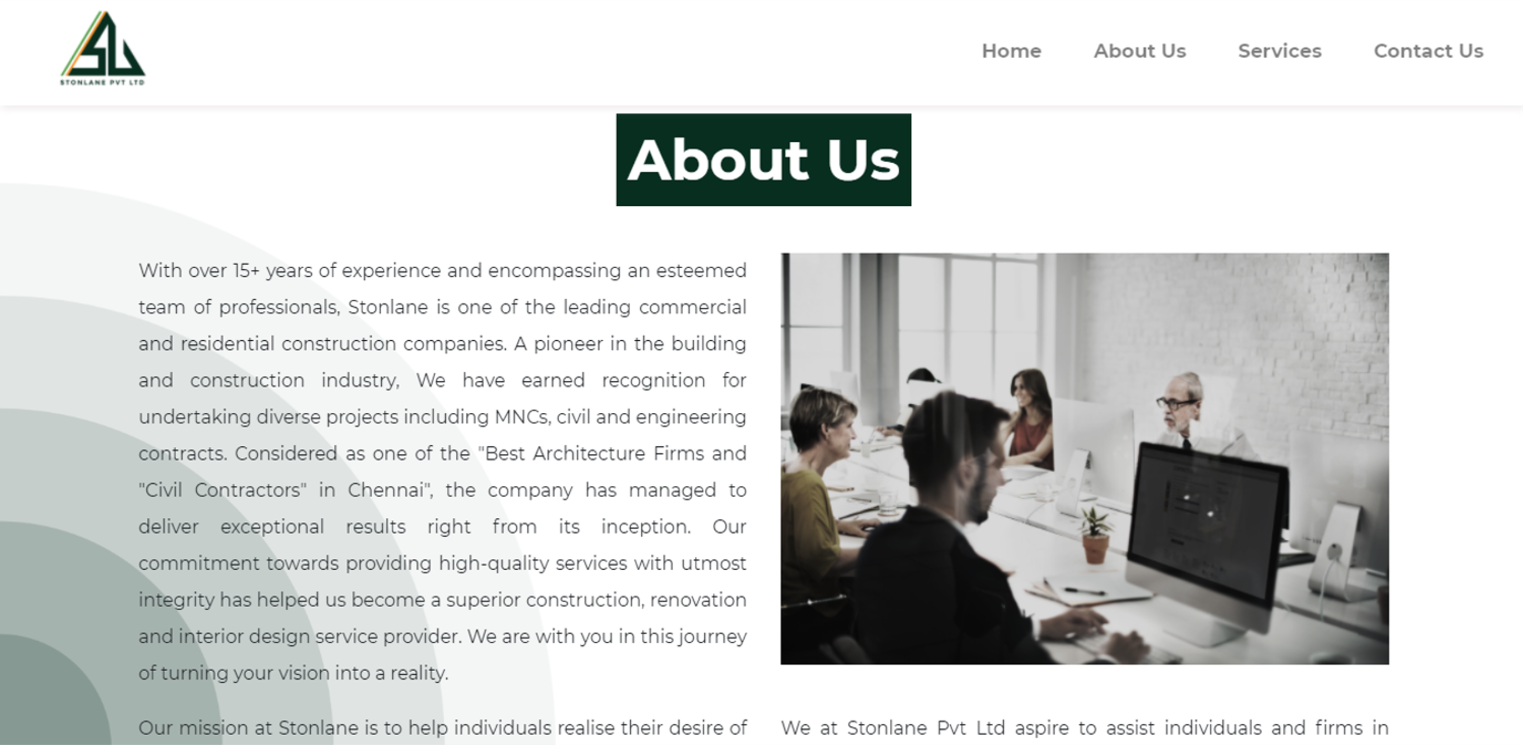 SL
STONLANE PVT LTD
Home
About Us
Services
Contact Us
About Us
With over 15+ years of experience and encompassing an esteemed
team of professionals, Stonlane is one of the leading commercial
and residential construction companies. A pioneer in the building
and construction industry, We have earned recognition for
undertaking diverse projects including MNCs, civil and engineering
contracts. Considered as one of the "Best Architecture Firms and
"Civil Contractors" in Chennai", the company has managed to
deliver exceptional results right from its inception. Our
commitment towards providing high-quality services with utmost
integrity has helped us become a superior construction, renovation
and interior design service provider. We are with you in this journey
of turning your vision into a reality.
Our mission at Stonlane is to help individuals realise their desire of
We at Stonlane Pvt Ltd aspire to assist individuals and firms in